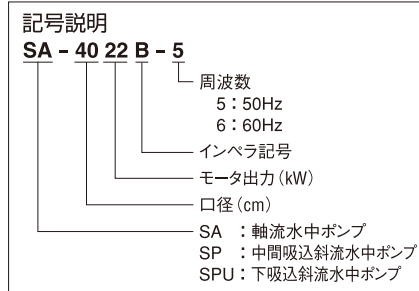 記号説明
SA - 40 22 B - 5
周波数
5：50Hz
6：60Hz
インペラ記号
モータ出力（kW）
口径（cm）
SA ：軸流水中ポンプ
SP ：中間吸込斜流水中ポンプ
SPU：下吸込斜流水中ポンプ